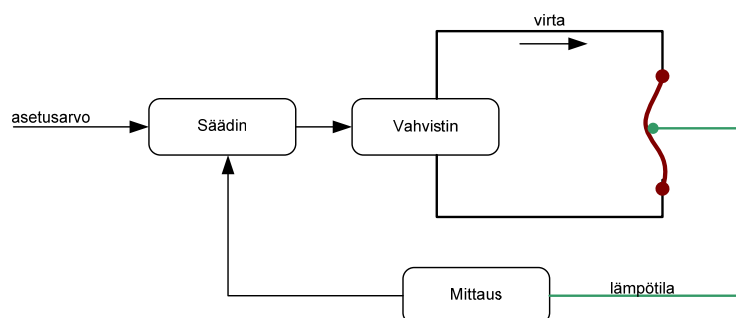 virta
asetusarvo
Säädin
Vahvistin
Mittaus
lämpötila